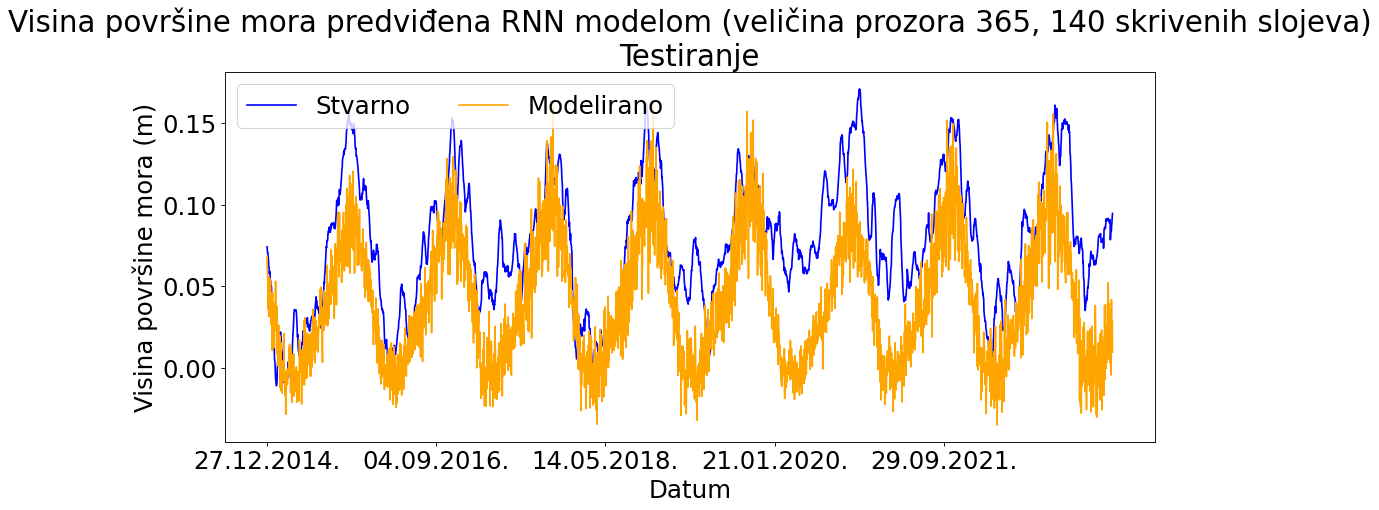 Visina površine mora predviđena RNN modelom (veličina prozora 365, 140 skrivenih slojeva)
Testiranje
Stvarno Modelirano
Visina površine mora (m)
0.15
0.10
0.05
0.00
27.12.2014. 04.09.2016. 14.05.2018. 21.01.2020. 29.09.2021.
Datum